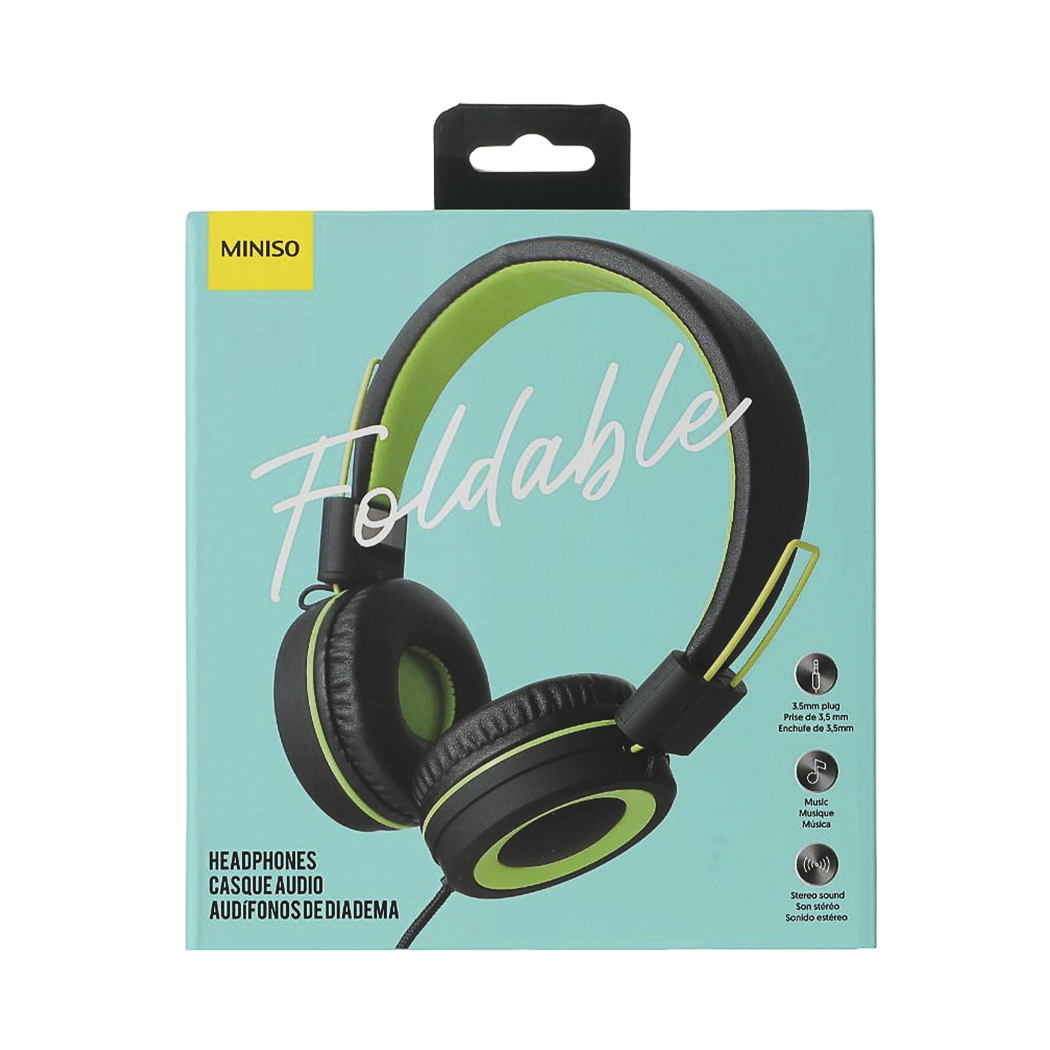 MINISO
Foldable
3.5mm plug
Prise de 3,5 mm
Enchufe de 3,5mm
Music
Musique
Música
Stereo sound
Son stéréo
Sonido estéreo
HEADPHONES
CASQUE AUDIO
AUDÍFONOS DE DIADEMA